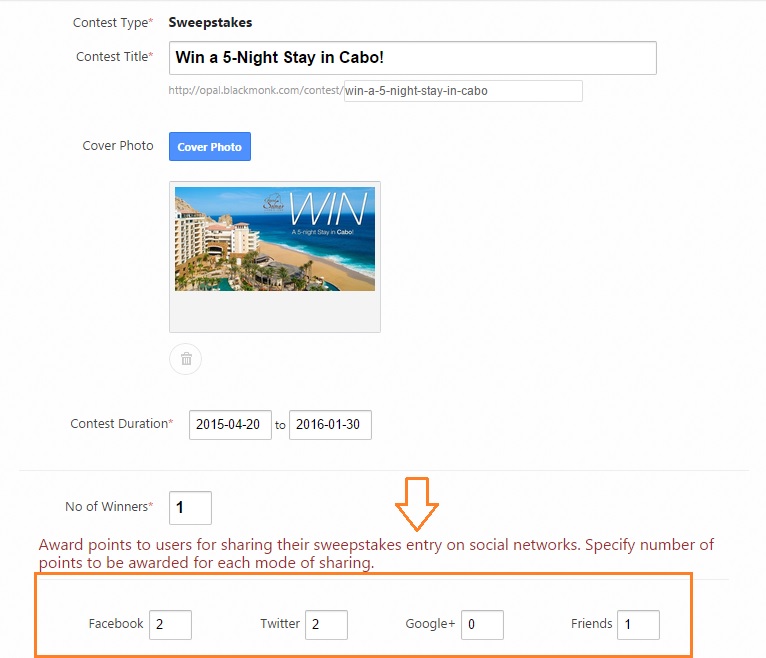 Contest Type* Sweepstakes
Contest Title* Win a 5-Night Stay in Cabo!
http://opal.blackmonk.com/contest/ win-a-5-night-stay-in-cabo
Cover Photo Cover Photo
WIN
A 5-night Stay in Cabo!
Contest Duration* 2015-04-20 to 2016-01-30
No of Winners* 1
Award points to users for sharing their sweepstakes entry on social networks. Specify number of
points to be awarded for each mode of sharing.
Facebook 2 Twitter 2 Google+ 0 Friends 1